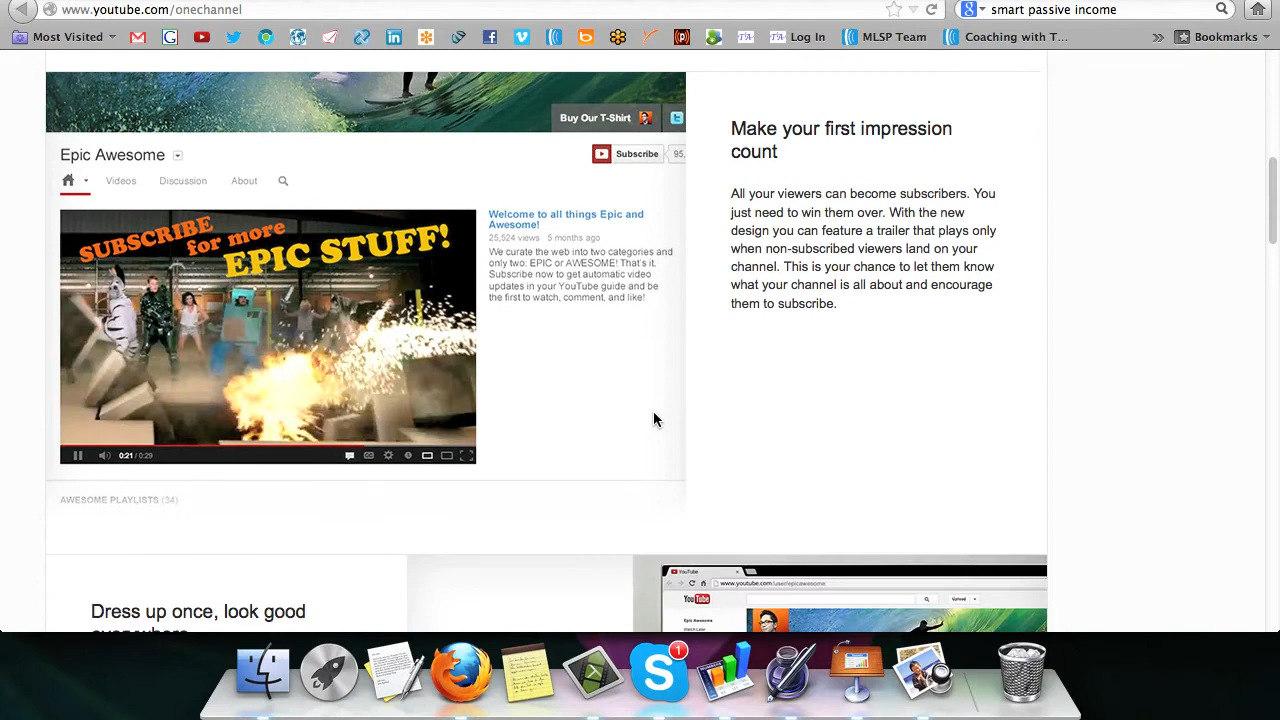 www.youtube.com/onechannel
smart passive income
Most Visited
Log In
MLSP Team
Coaching with T...
Bookmarks
Buy Our T-Shirt
Epic Awesome
Subscribe
95,
Videos
Discussion
About
SUBSCRIBE
for more
EPIC STUFF!
0:21 / 0:29
Welcome to all things Epic and
Awesome!
25,524 views 5 months ago
We curate the web into two categories and
only two: EPIC or AWESOME! That's it.
Subscribe now to get automatic video
updates in your YouTube guide and be
the first to watch, comment, and like!
Make your first impression
count
All your viewers can become subscribers. You
just need to win them over. With the new
design you can feature a trailer that plays only
when non-subscribed viewers land on your
channel. This is your chance to let them know
what your channel is all about and encourage
them to subscribe.
AWESOME PLAYLISTS (34)
Dress up once, look good
everywhere
YouTube
www.youtube.com/user/epicawesome
YouTube
Upload
Epic Awesome
Watch Later
1